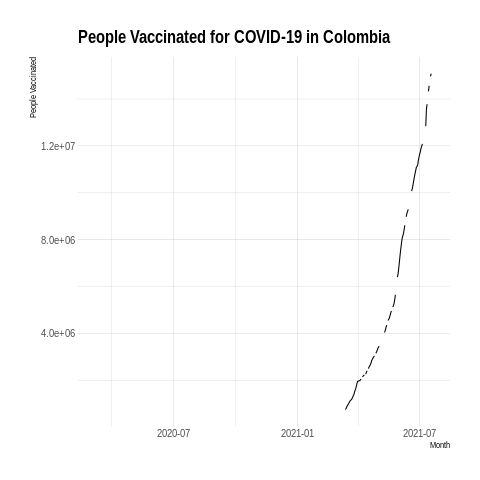 People Vaccinated for COVID-19 in Colombia
People Vaccinated
1.2e+07
8.0e+06
4.0e+06
2020-07
2021-01
2021-07
Month